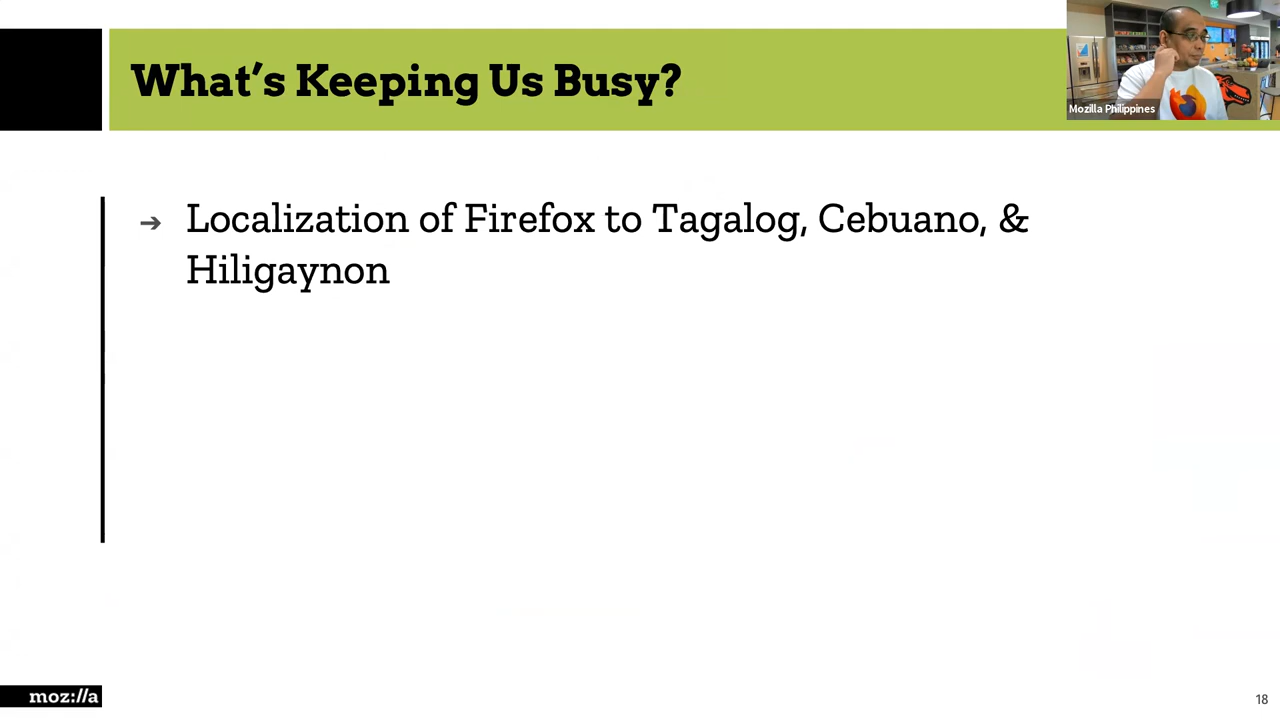 What's Keeping Us Busy?
Mozilla Philippines
➔ Localization of Firefox to Tagalog, Cebuano, &
Hiligaynon
moz://a
18